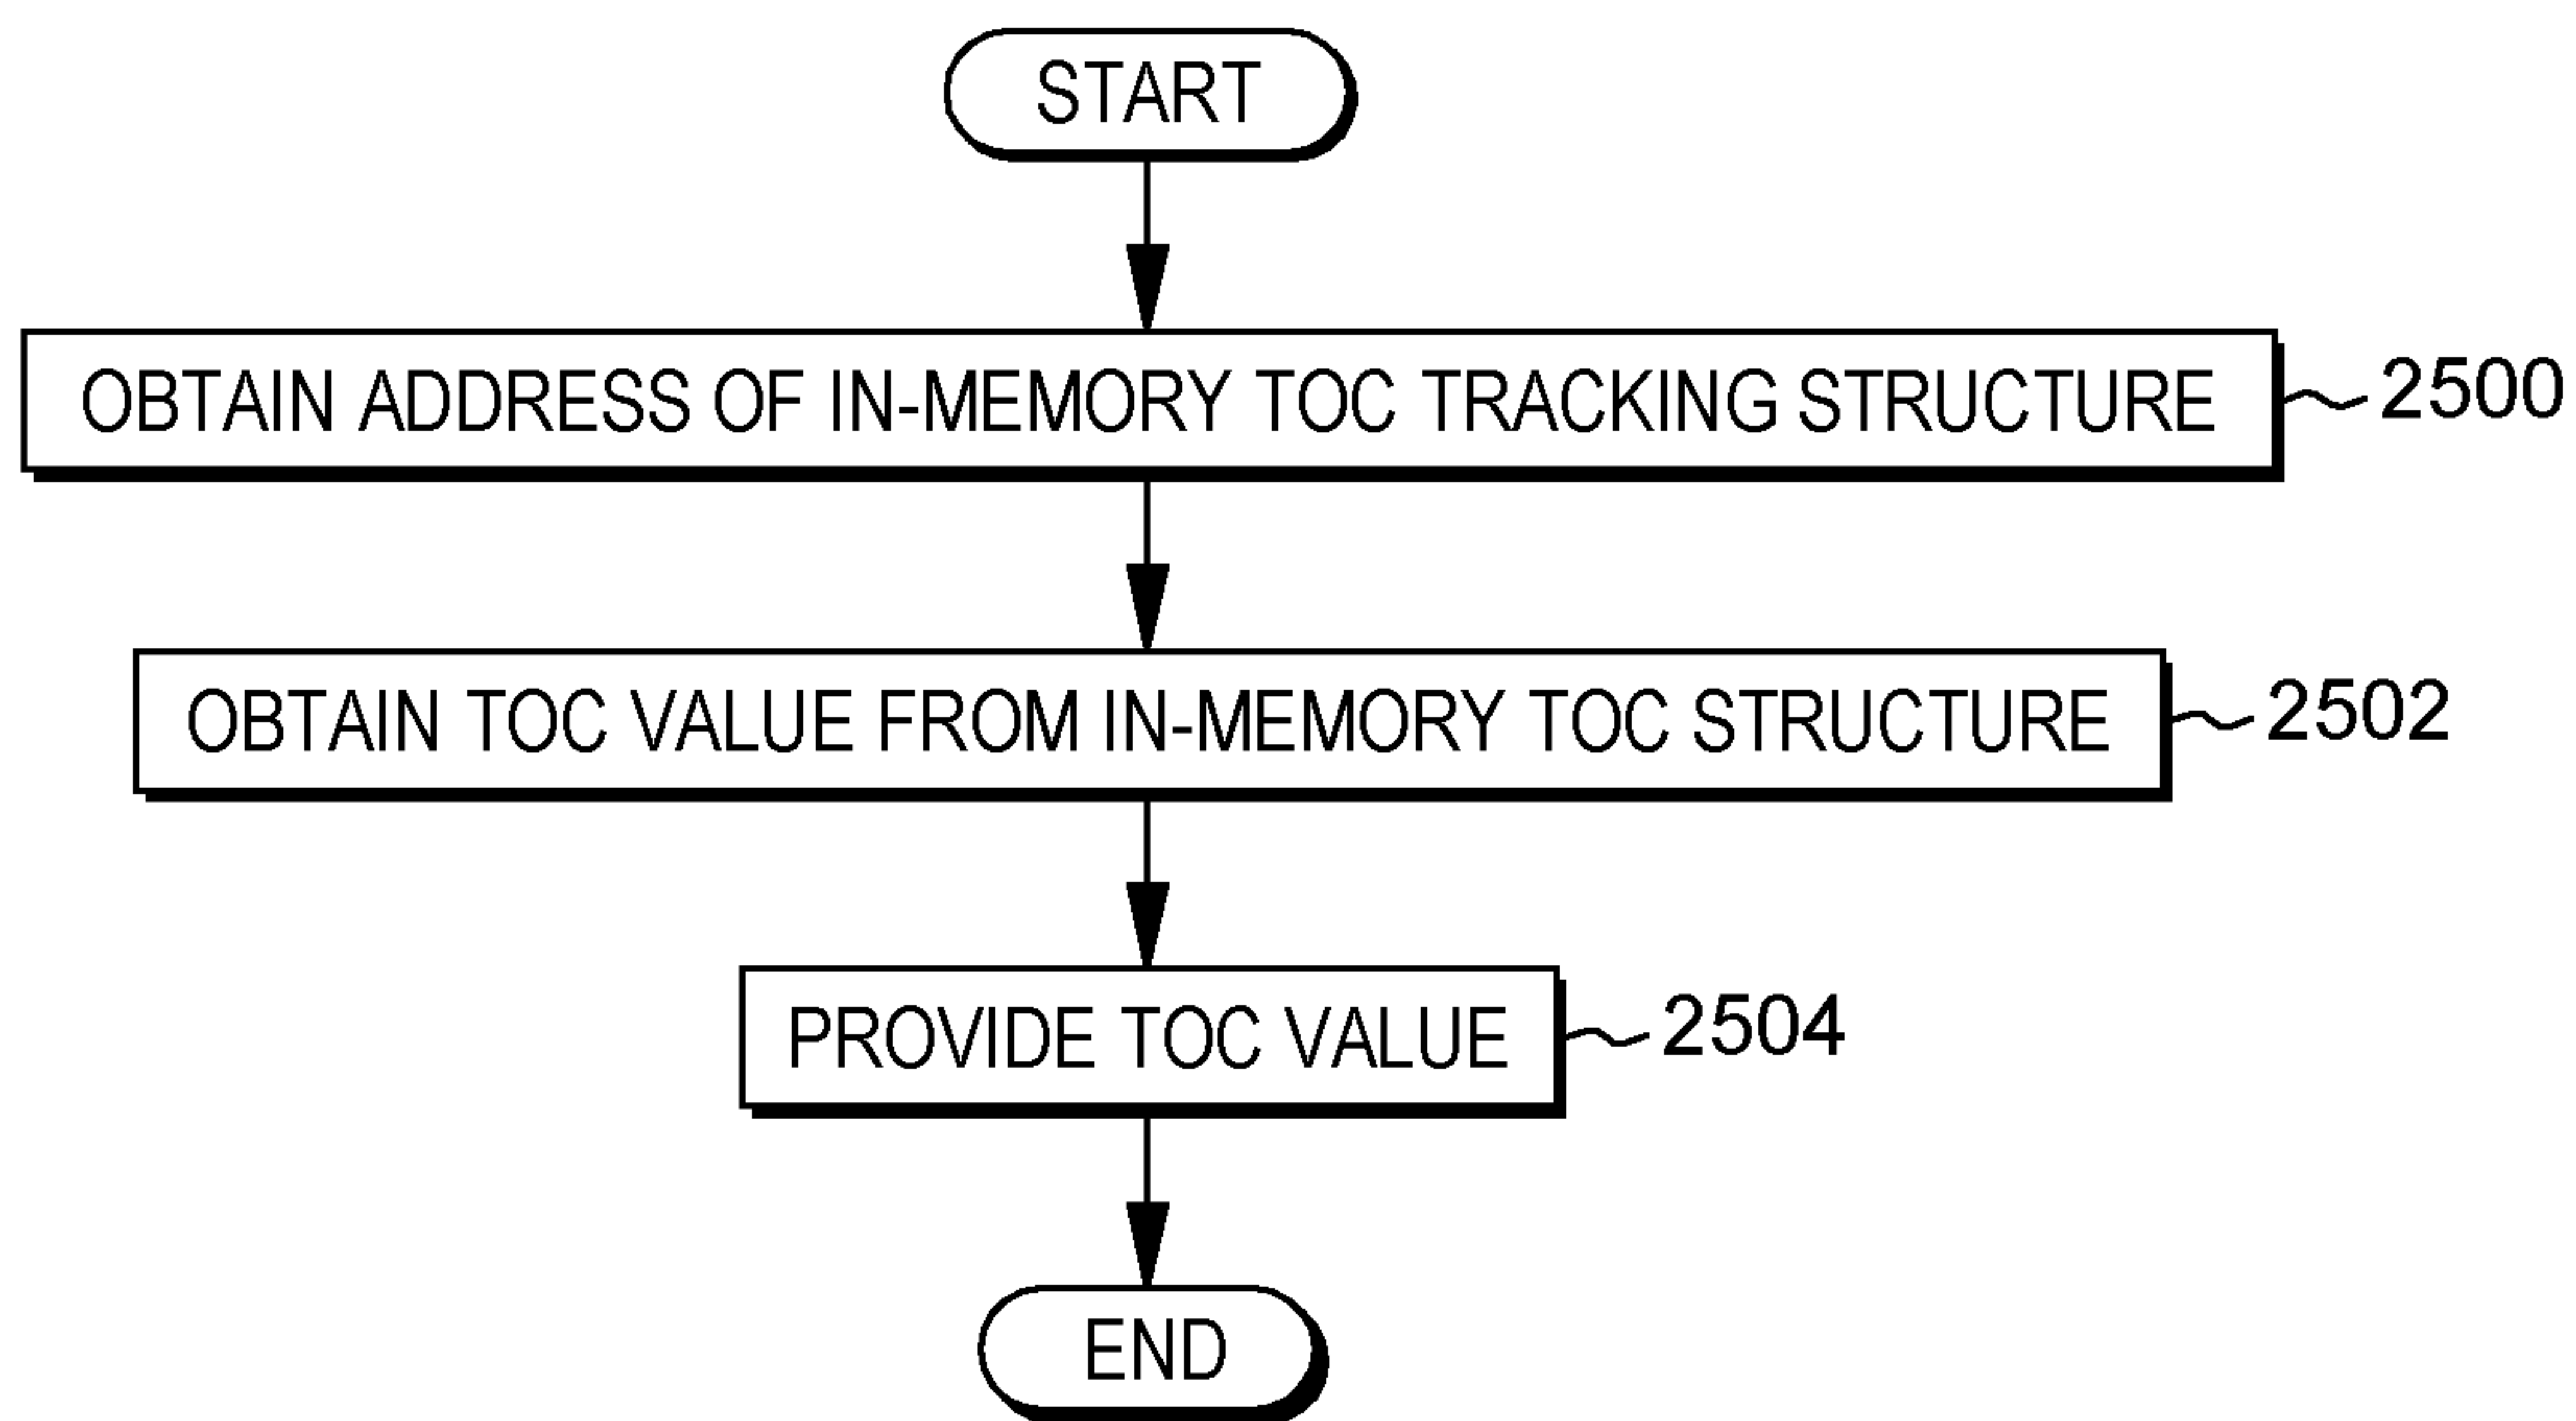 START
OBTAIN ADDRESS OF IN-MEMORY TOC TRACKING STRUCTURE 2500
OBTAIN TOC VALUE FROM IN-MEMORY TOC STRUCTURE 2502
PROVIDE TOC VALUE 2504
END